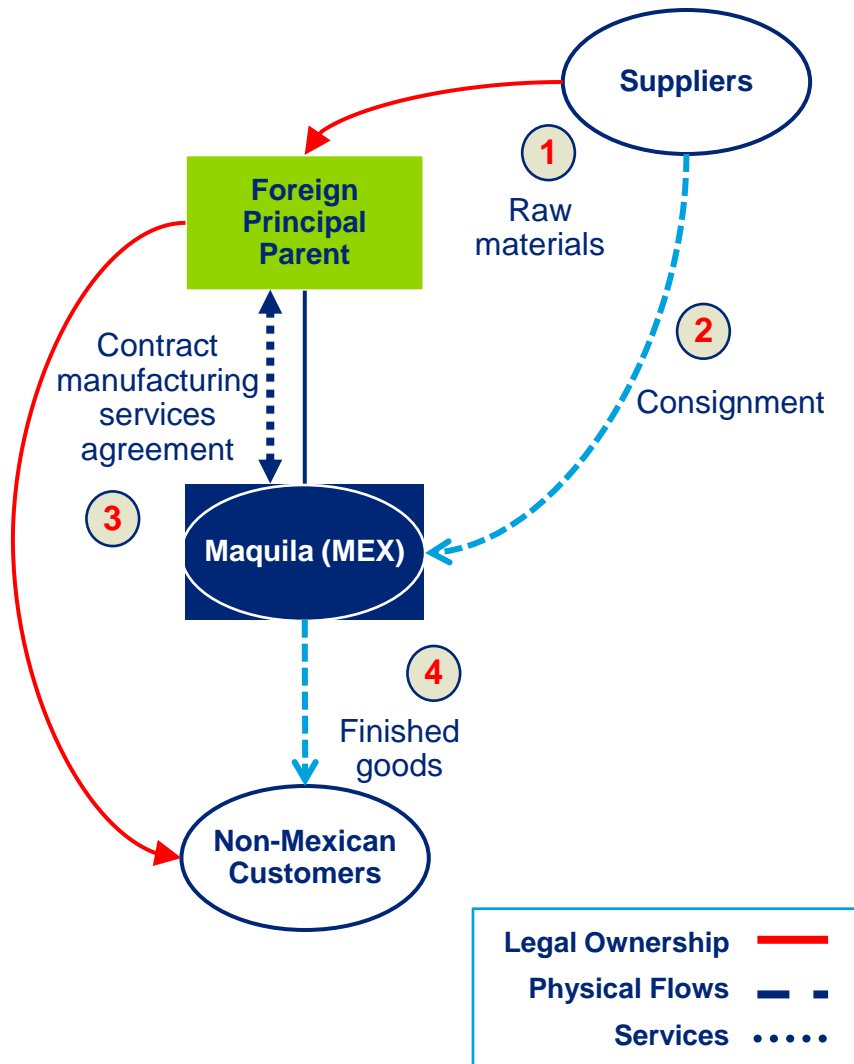 Suppliers
1
Raw
materials
Foreign
Principal
Parent
2
Consignment
Contract
manufacturing
services
agreement
3
Maquila (MEX)
4
Finished
goods
Non-Mexican
Customers
Legal Ownership
Physical Flows
Services